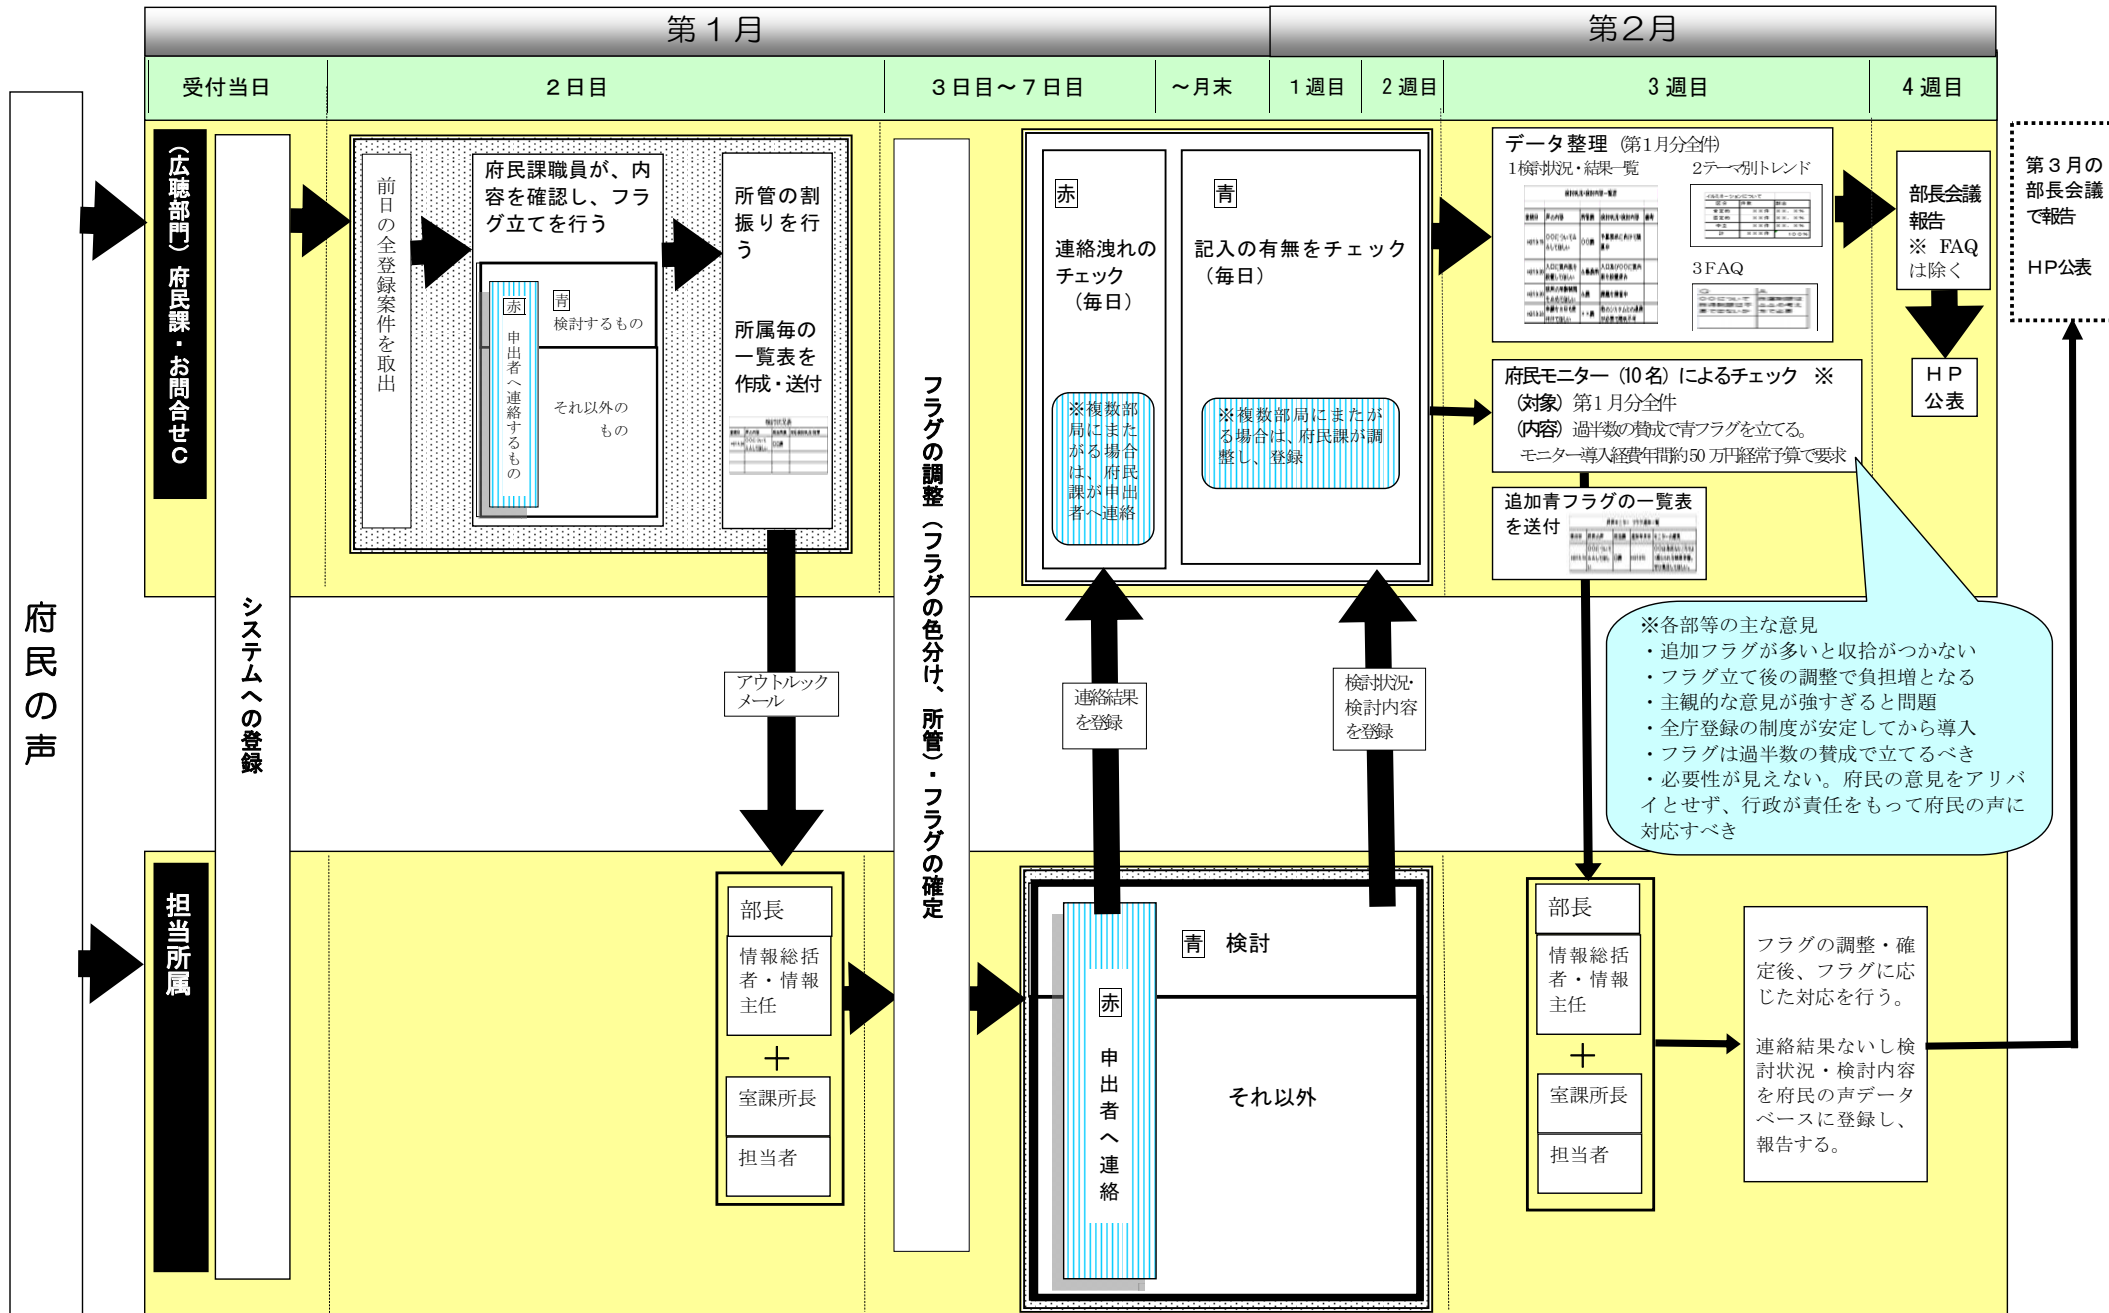 第１月
第２月
受付当日
２日目
３日目～７日目
～月末
１週目
２週目
３週目
４週目
府民の声
（広聴部門）府民課・お問合せＣ
担当所属
システムへの登録
前日の全登録案件を取出
府民課職員が、内
容を確認し、フラ
グ立てを行う
赤
申出者へ連絡するもの
青
検討するもの
それ以外の
もの
所管の割
振りを行
う
所属毎の
一覧表を
作成・送付
アウトルック
メール
部長
情報総括
者・情報
主任
＋
室課所長
担当者
フラグの調整（フラグの色分け、所管）・フラグの確定
赤
連絡洩れの
チェック
（毎日）
※複数部
局にまた
がる場合
は、府民
課が申出
者へ連絡
青
記入の有無をチェック
（毎日）
※複数部局にまたが
る場合は、府民課が調
整し、登録
連絡結果
を登録
検討状況・
検討内容
を登録
青 検討
赤
申出者へ連絡
それ以外
データ整理（第１月分全件）
１検討状況・結果一覧
２テーマ別トレンド
３FAQ
府民モニター（10名）によるチェック ※
（対象）第１月分全件
（内容）過半数の賛成で青フラグを立てる。
モニター導入経費年間約50万円経常予算で要求
追加青フラグの一覧表
を送付
※各部等の主な意見
・追加フラグが多いと収拾がつかない
・フラグ立て後の調整で負担増となる
・主観的な意見が強すぎると問題
・全庁登録の制度が安定してから導入
・フラグは過半数の賛成で立てるべき
・必要性が見えない。府民の意見をアリバ
イとせず、行政が責任をもって府民の声に
対応すべき
部長
情報総括
者・情報
主任
＋
室課所長
担当者
フラグの調整・確
定後、フラグに応
じた対応を行う。
連絡結果ないし検
討状況・検討内容
を府民の声データ
ベースに登録し、
報告する。
部長会議
報告
※ FAQ
は除く
ＨＰ
公表
第３月の
部長会議
で報告
ＨＰ公表